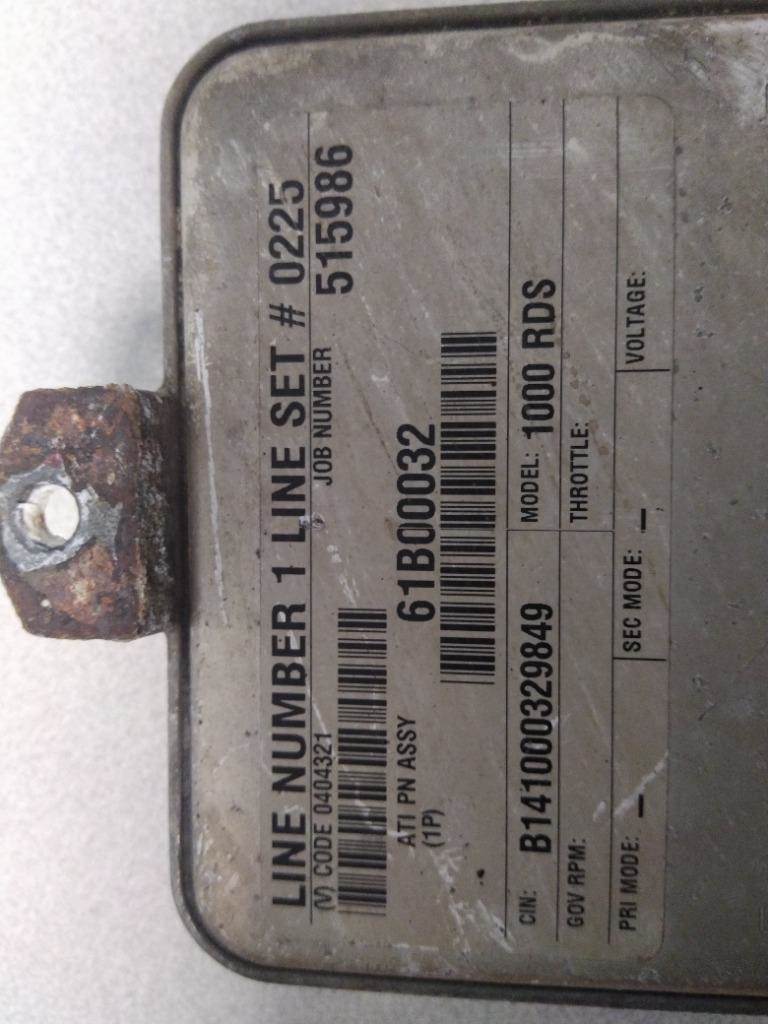 LINE NUMBER 1 LINE SET # 0225
(V) CODE 0404321 JOB NUMBER 515986
ATI PN ASSY 61B00032
(1P)
CIN: B141000329849 MODEL: 1000 RDS
GOV RPM: THROTTLE:
PRI MODE: – SEC MODE: – VOLTAGE: